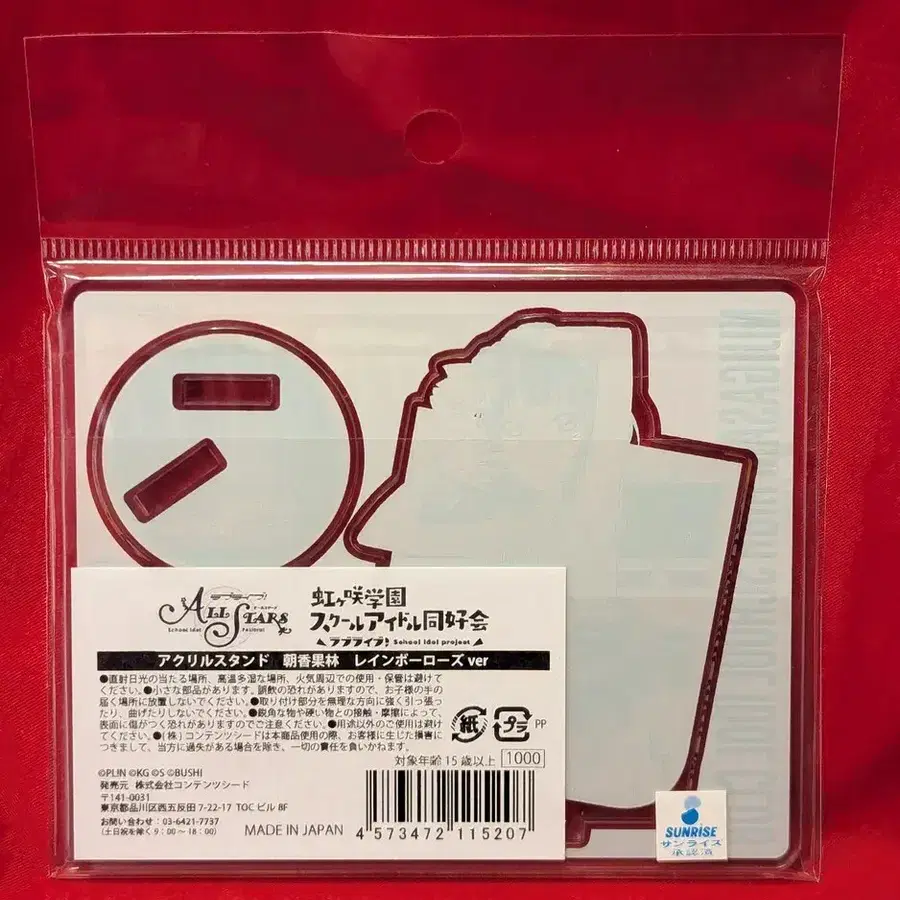 ラブライブ!
ALL STARS
School Idol Festival
虹ヶ咲学園
スクールアイドル同好会
ラブライブ! School idol project
アクリルスタンド 朝香果林 レインボーローズ ver
●直射日光の当たる場所、高温多湿な場所、火気周辺での使用・保管は避けて
ください。●小さな部品があります。誤飲の恐れがありますので、お子様の手の
届く場所に放置しないでください。●取り付け部分を無理な方向に強く引っ張っ
たり、曲げたりしないでください。●鋭角な物や硬い物との接触・摩擦によって、
表面に傷がつく恐れがありますのでご注意ください。●用途以外のご使用は避け
てください。●(株)コンテンツシードは本商品使用の際、お客様に生じた損害に
つきまして、当方に過失がある場合を除き、一切の責任を負いかねます。
紙 プラ PP
対象年齢 15 歳以上 1000
©PL!N ©KG ©S ©BUSHI
発売元 株式会社コンテンツシード
〒141-0031
東京都品川区西五反田 7-22-17 TOC ビル 8F
お問い合わせ:03-6421-7737
(土日祝を除く 9:00〜18:00)
MADE IN JAPAN
4 573472 115207
SUNRISE
サンライズ
承認済